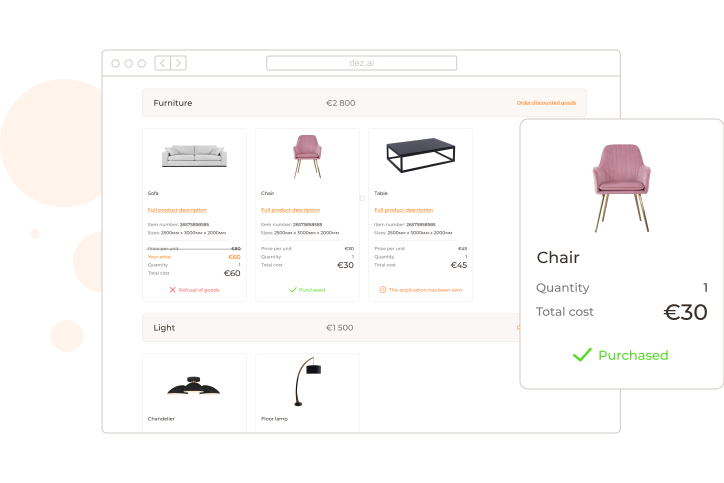 dez.ai
Furniture
€2 800
Order discounted goods
Sofa
Full product description
Item number: 26575856565
Sizes: 2500мм x 3000мм x 2000мм
Price per unit €80
Your price €60
Quantity 1
Total cost €60
Refusal of goods
Chair
Full product description
Item number: 26575856565
Sizes: 2500мм x 3000мм x 2000мм
Price per unit €30
Quantity 1
Total cost €30
Purchased
Table
Full product description
Item number: 26575856565
Sizes: 2500мм x 3000мм x 2000мм
Price per unit €45
Quantity 1
Total cost €45
The application has been sent
Light
€1 500
Chandelier
Floor lamp
Chair
Quantity 1
Total cost €30
Purchased